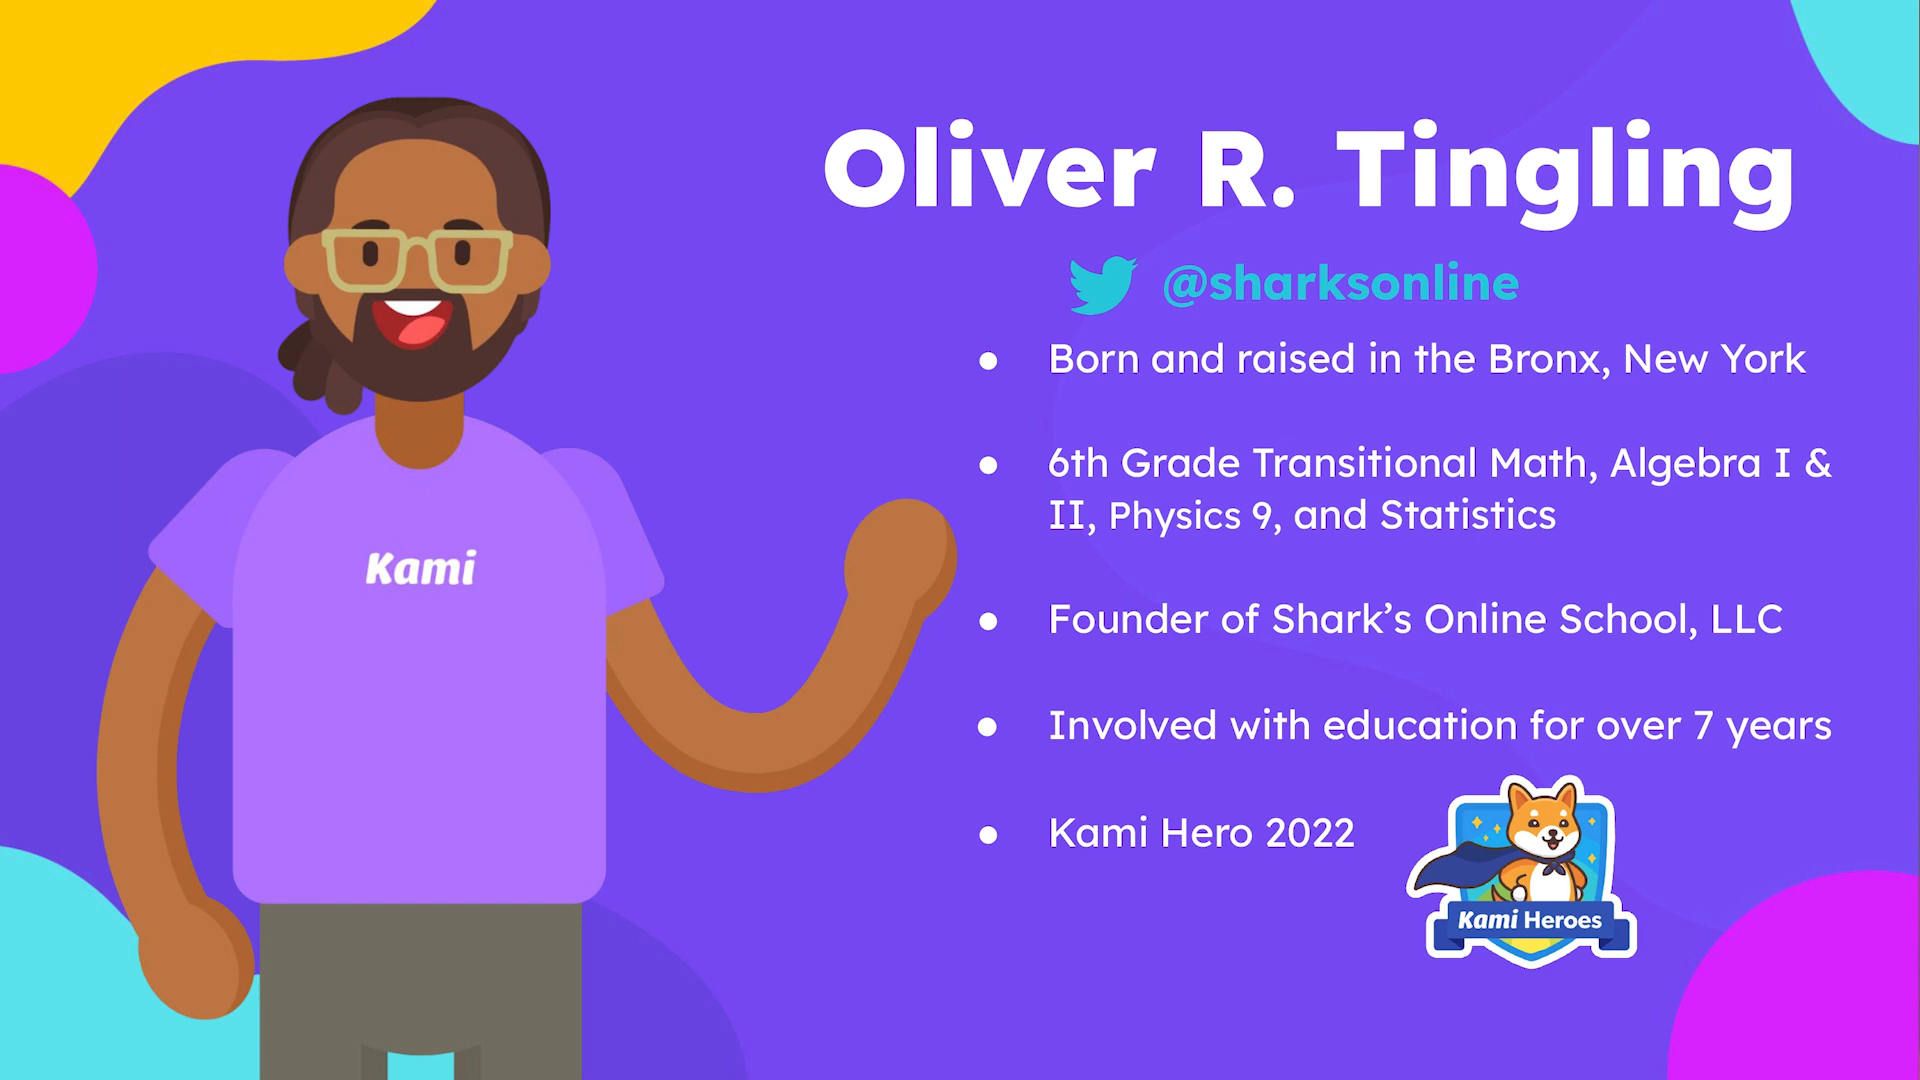 Oliver R. Tingling
@sharksonline
● Born and raised in the Bronx, New York
● 6th Grade Transitional Math, Algebra I &
II, Physics 9, and Statistics
● Founder of Shark’s Online School, LLC
● Involved with education for over 7 years
● Kami Hero 2022
Kami Heroes
Kami